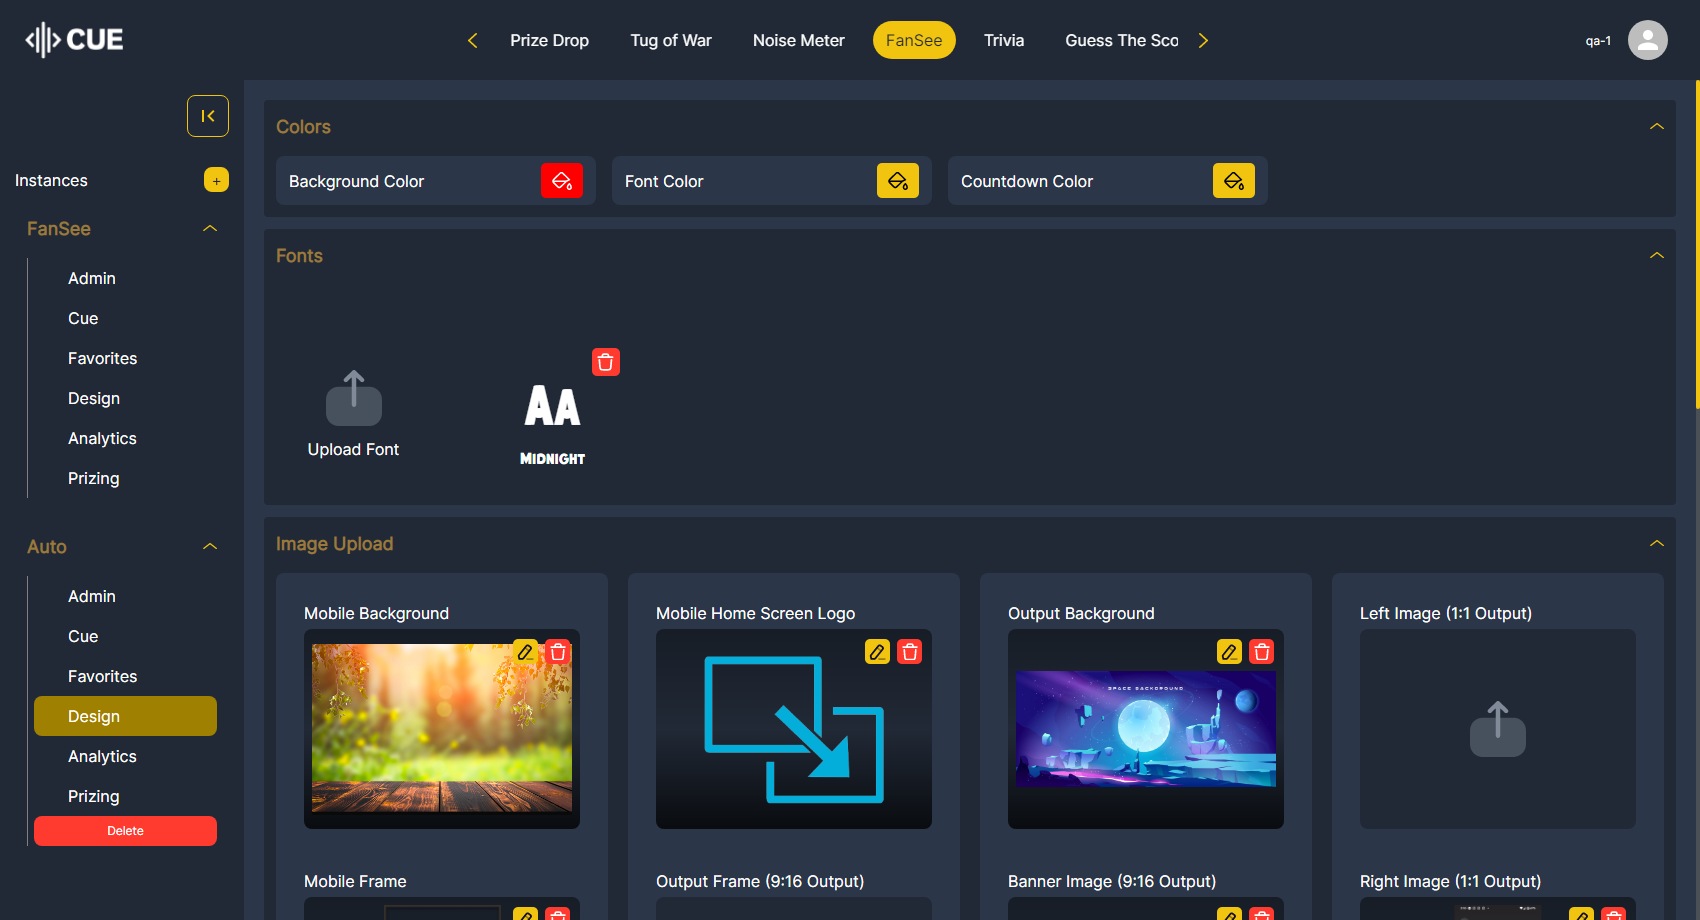 CUE
Prize Drop
Tug of War
Noise Meter
FanSee
Trivia
Guess The Sco
qa-1
Instances
+
FanSee
Admin
Cue
Favorites
Design
Analytics
Prizing
Auto
Admin
Cue
Favorites
Design
Analytics
Prizing
Delete
Colors
Background Color
Font Color
Countdown Color
Fonts
Upload Font
AA
MIDNIGHT
Image Upload
Mobile Background
Mobile Home Screen Logo
Output Background
SPACE BACKGROUND
Left Image (1:1 Output)
Mobile Frame
Output Frame (9:16 Output)
Banner Image (9:16 Output)
Right Image (1:1 Output)